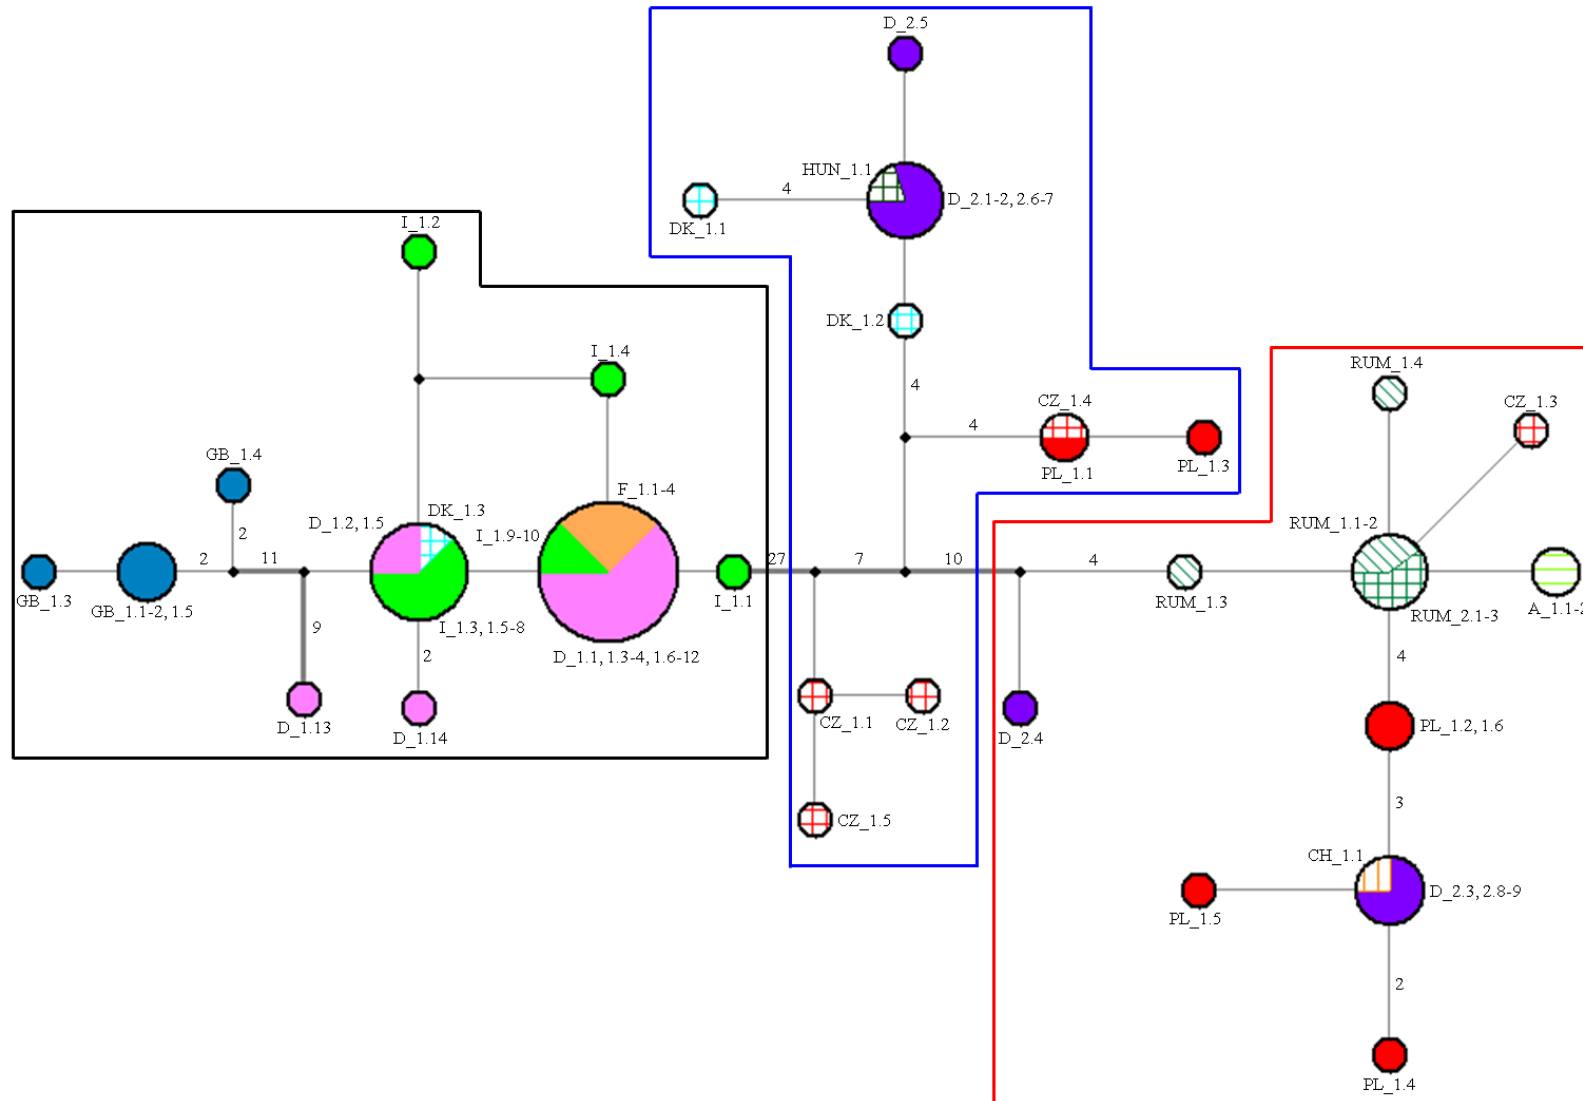 D_2.5
HUN_1.1
4
D_2.1-2, 2.6-7
DK_1.1
I_1.2
DK_1.2
I_1.4
RUM_1.4
4
CZ_1.4
CZ_1.3
4
PL_1.1
PL_1.3
GB_1.4
F_1.1-4
DK_1.3
D_1.2, 1.5
I_1.9-10
RUM_1.1-2
2
2
11
27
7
10
4
GB_1.3
GB_1.1-2, 1.5
I_1.1
RUM_1.3
A_1.1-2
RUM_2.1-3
9
I_1.3, 1.5-8
2
D_1.1, 1.3-4, 1.6-12
4
D_1.13
D_1.14
CZ_1.1
CZ_1.2
D_2.4
PL_1.2, 1.6
3
CZ_1.5
CH_1.1
D_2.3, 2.8-9
PL_1.5
2
PL_1.4